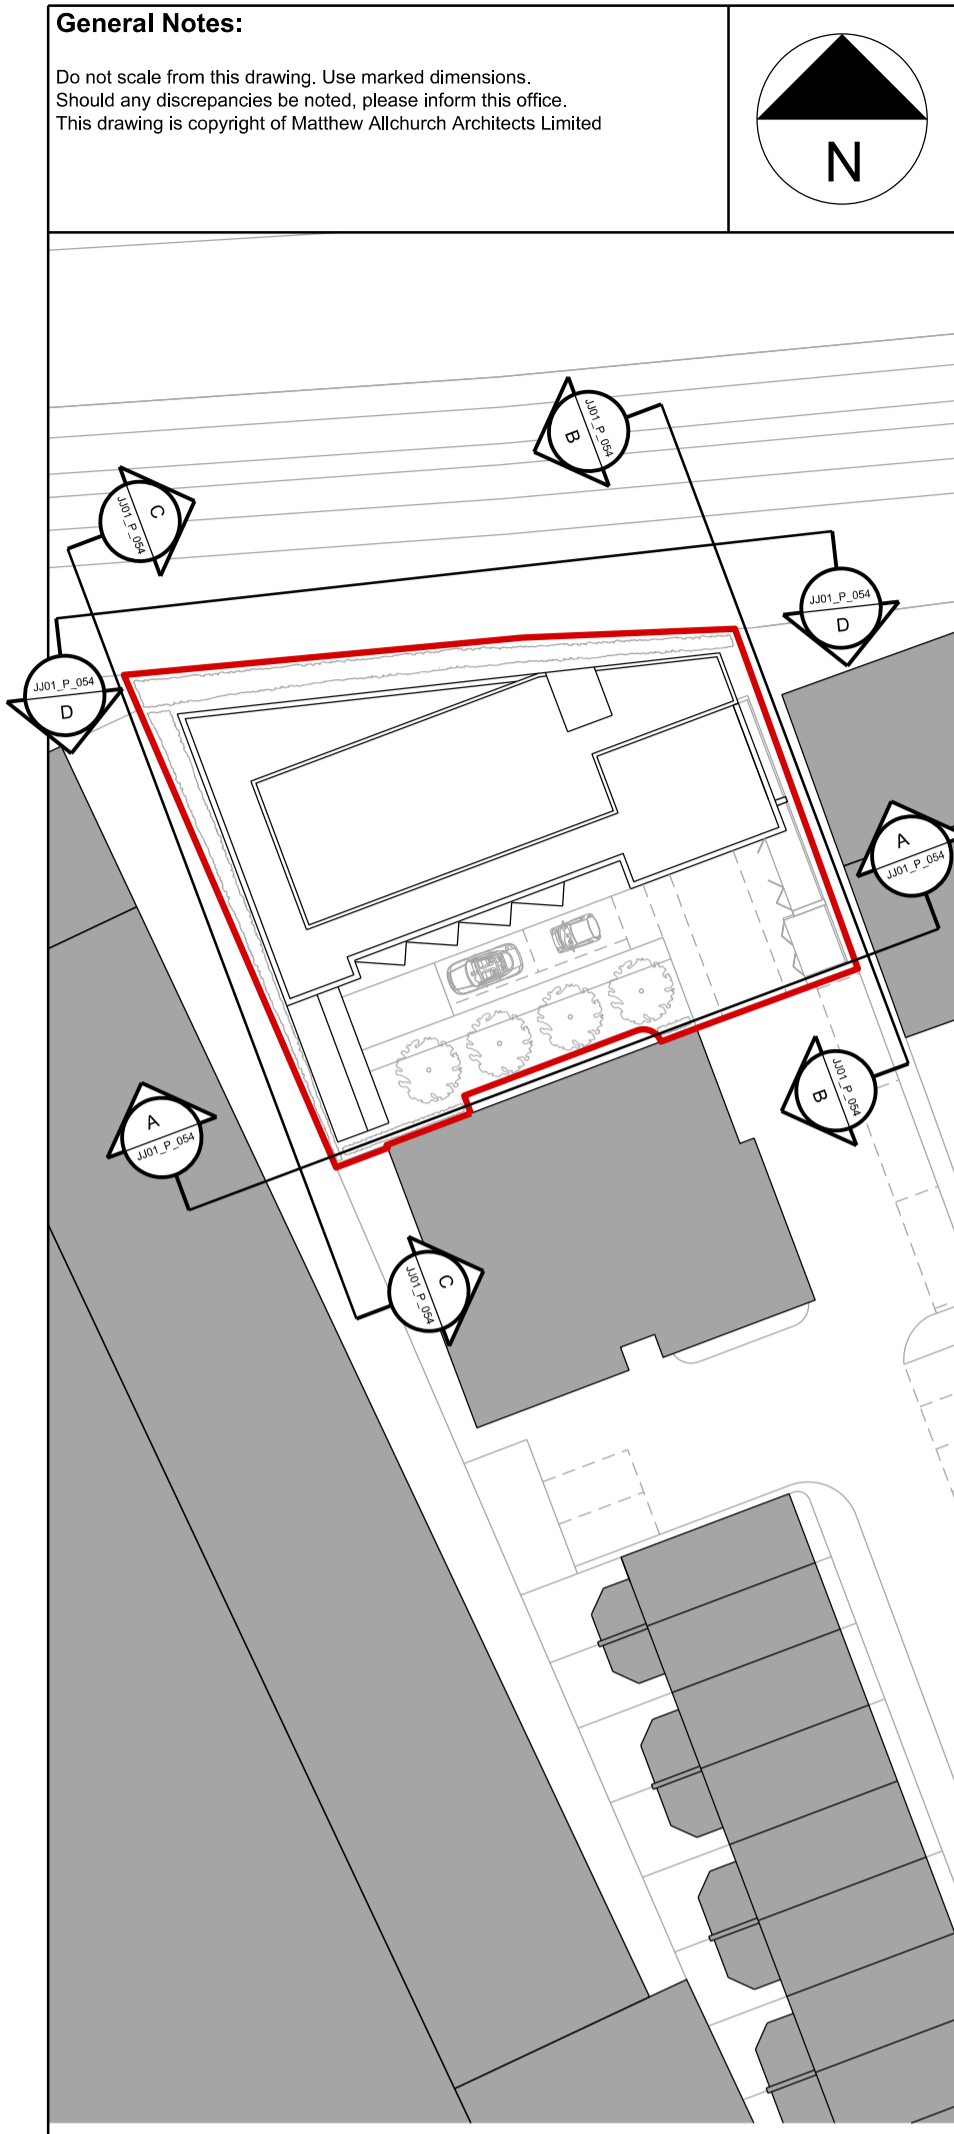 General Notes:
Do not scale from this drawing. Use marked dimensions.
Should any discrepancies be noted, please inform this office.
This drawing is copyright of Matthew Allchurch Architects Limited
N
JJ01_P_054
B
C
JJ01_P_054
JJ01_P_054
D
JJ01_P_054
D
A
JJ01_P_054
JJ01_P_054
B
A
JJ01_P_054
C
JJ01_P_054